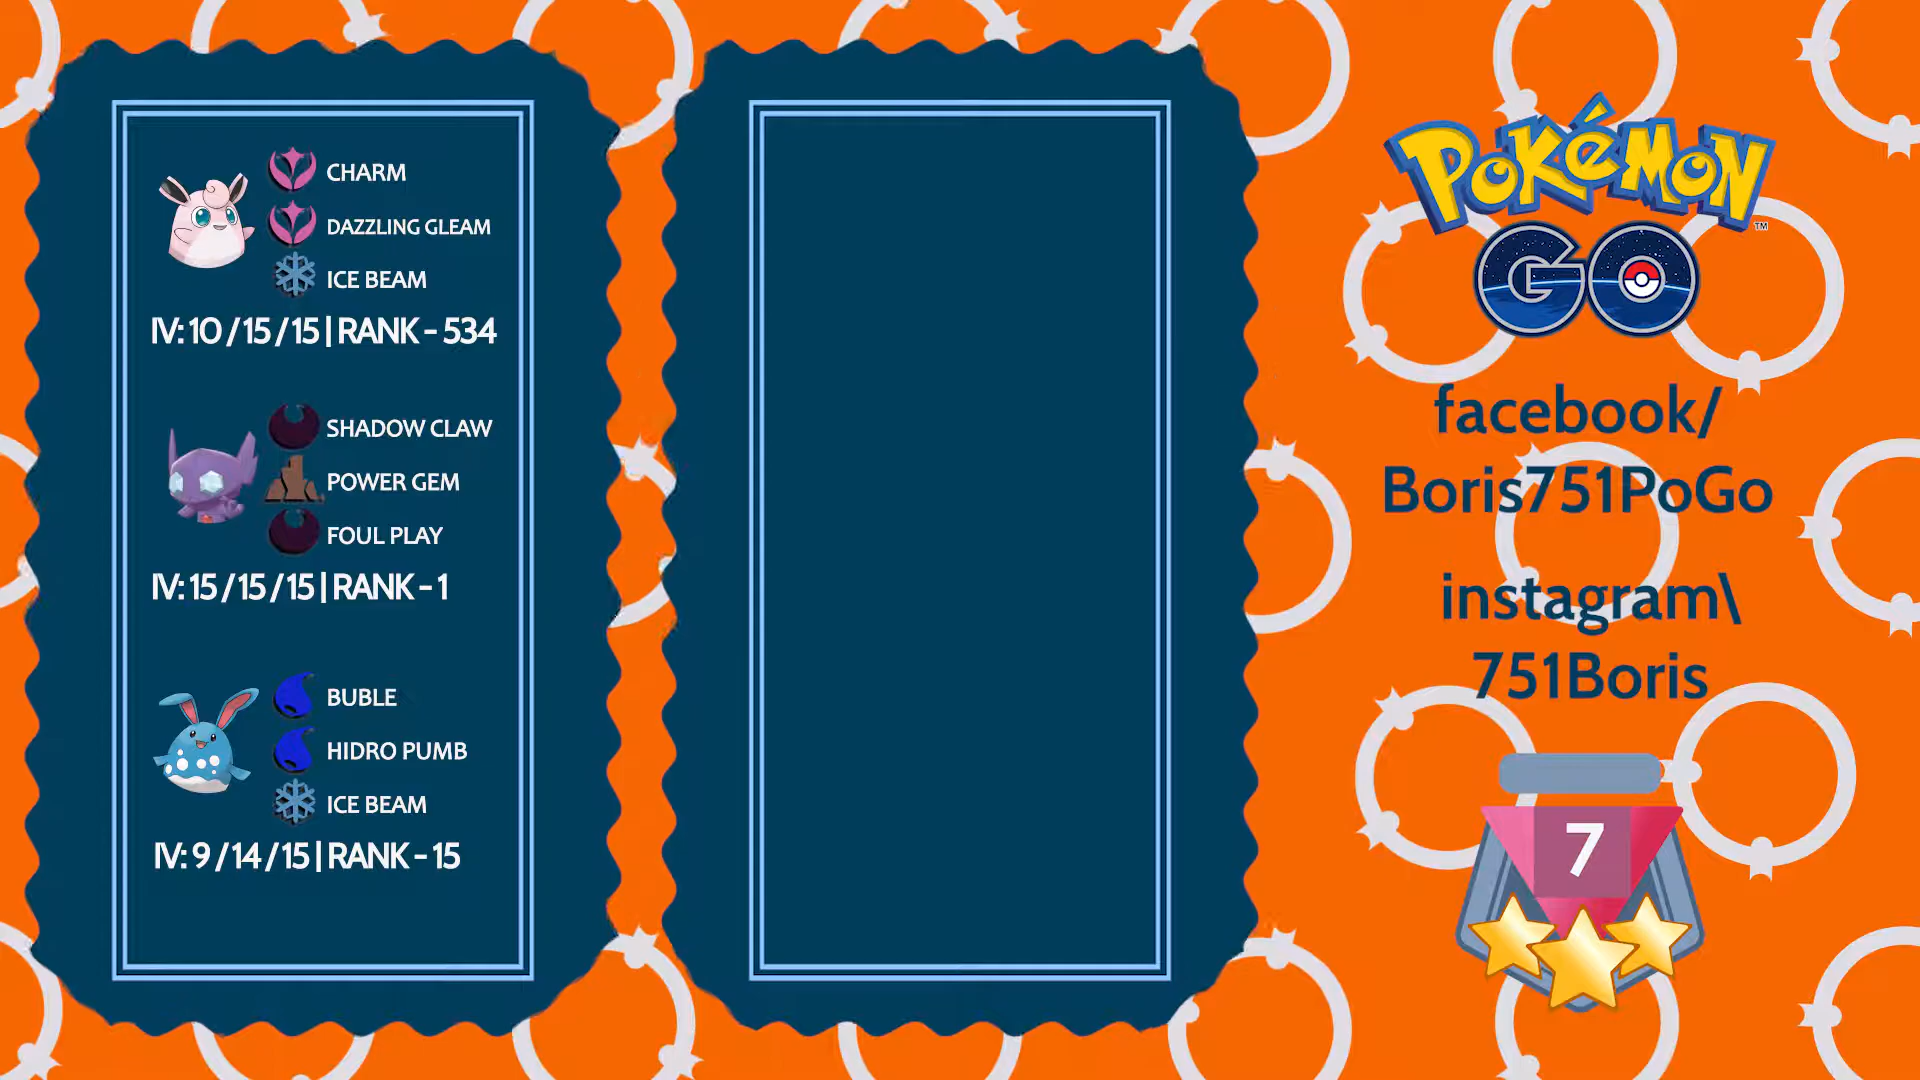 CHARM
DAZZLING GLEAM
ICE BEAM
IV: 10 / 15 / 15 | RANK - 534
SHADOW CLAW
POWER GEM
FOUL PLAY
IV: 15 / 15 / 15 | RANK - 1
BUBLE
HIDRO PUMB
ICE BEAM
IV: 9 / 14 / 15 | RANK - 15
POKéMON
TM
GO
facebook/
Boris751PoGo
instagram\
751Boris
7